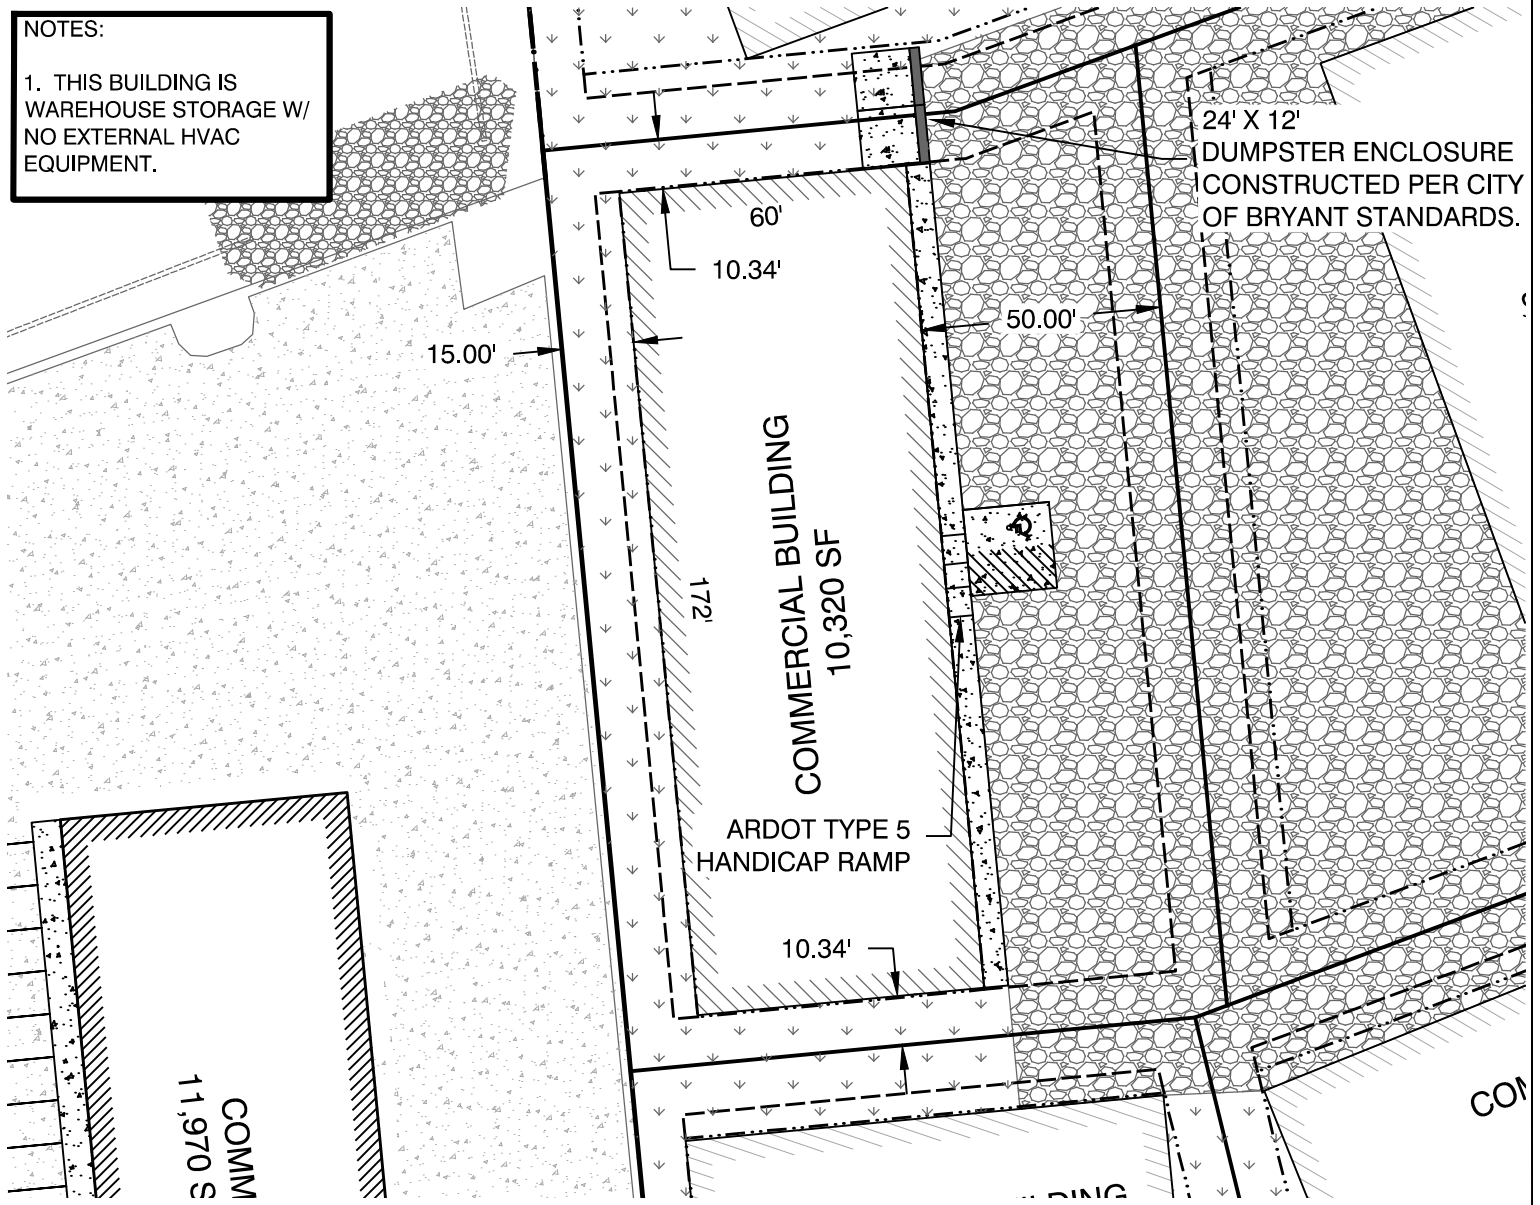 NOTES:
1. THIS BUILDING IS
WAREHOUSE STORAGE W/
NO EXTERNAL HVAC
EQUIPMENT.
24' X 12'
DUMPSTER ENCLOSURE
CONSTRUCTED PER CITY
OF BRYANT STANDARDS.
60'
10.34'
50.00'
15.00'
COMMERCIAL BUILDING
10,320 SF
172'
ARDOT TYPE 5
HANDICAP RAMP
10.34'
COMM
11,970 S
COM
LDING